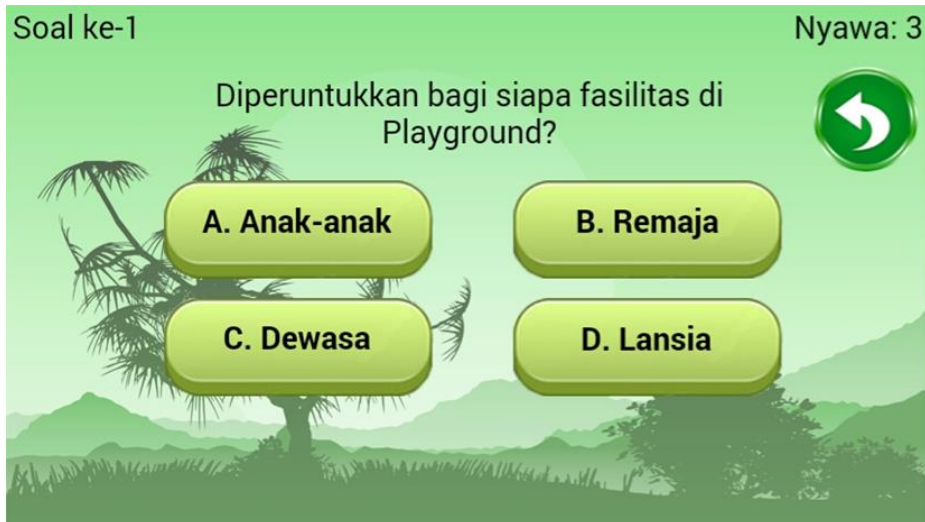 Soal ke-1
Nyawa: 3
Diperuntukkan bagi siapa fasilitas di
Playground?
A. Anak-anak
B. Remaja
C. Dewasa
D. Lansia